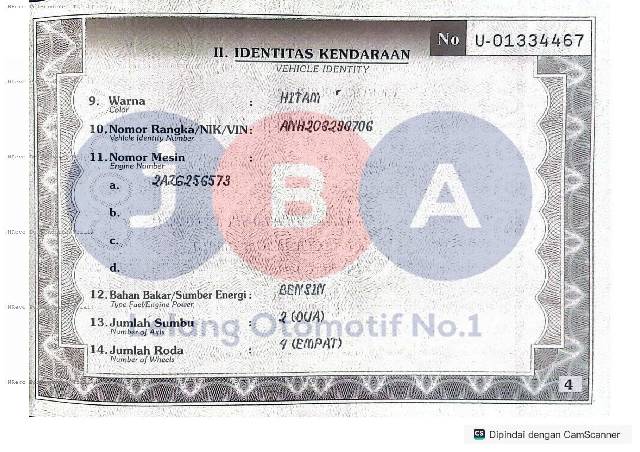 No U-01334467
II. IDENTITAS KENDARAAN
VEHICLE IDENTITY
9. Warna : HITAM
Color
10. Nomor Rangka/NIK/VIN : ANH208290706
Vehicle Identity Number
11. Nomor Mesin :
Engine Number
a. 2AZ6256573
b.
c.
d.
12. Bahan Bakar/Sumber Energi : BENSIN
Type Fuel/Engine Power
13. Jumlah Sumbu : 2 (DUA)
Number of Axis
14. Jumlah Roda : 4 (EMPAT)
Number of Wheels
JBA
Lelang Otomotif No.1
4
CS Dipindai dengan CamScanner